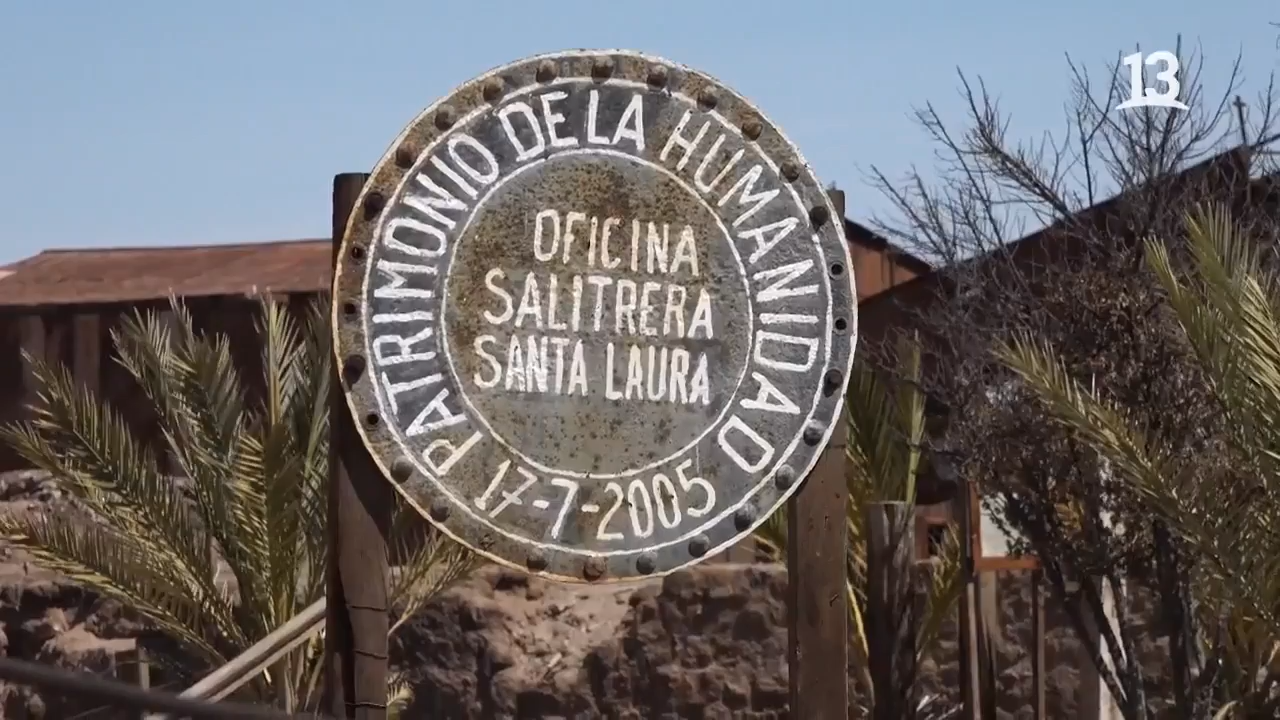 PATRIMONIO DE LA HUMANIDAD
OFICINA
SALITRERA
SANTA LAURA
17-7-2005
13